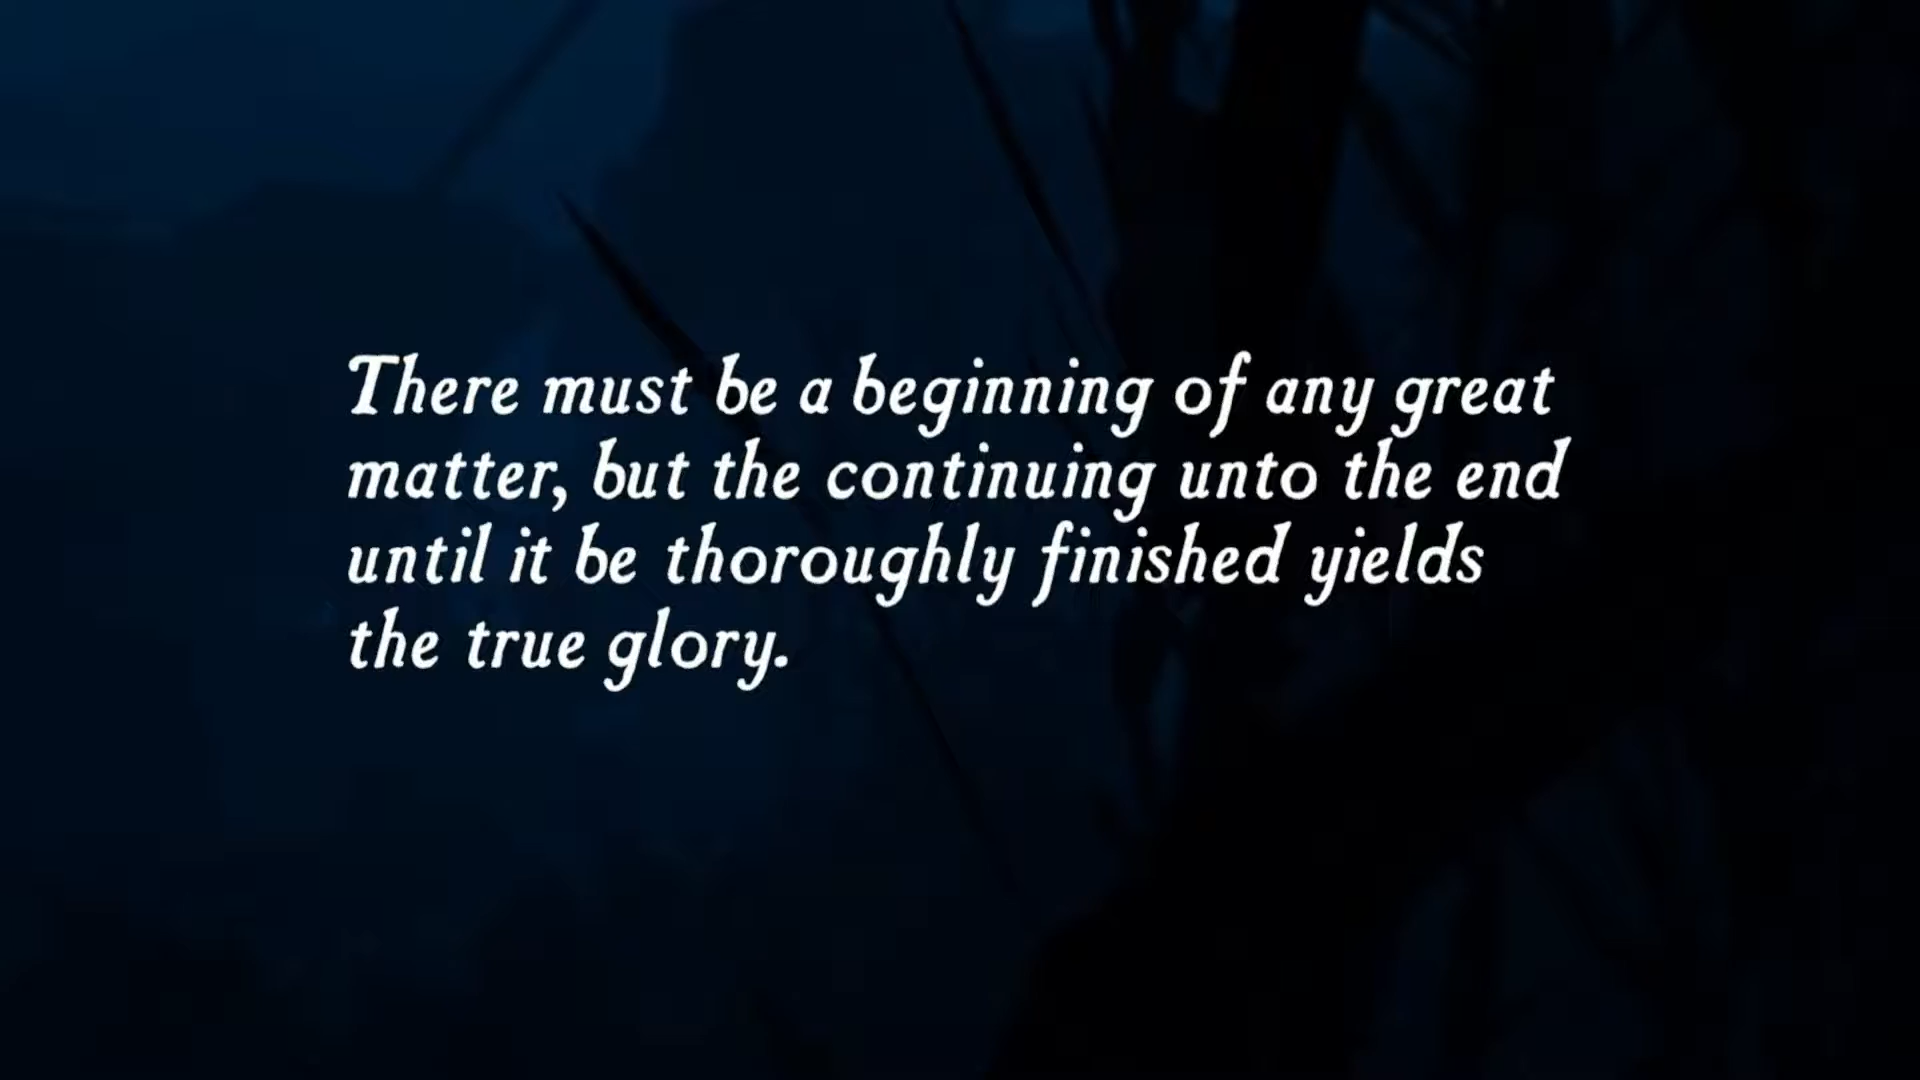 There must be a beginning of any great
matter, but the continuing unto the end
until it be thoroughly finished yields
the true glory.